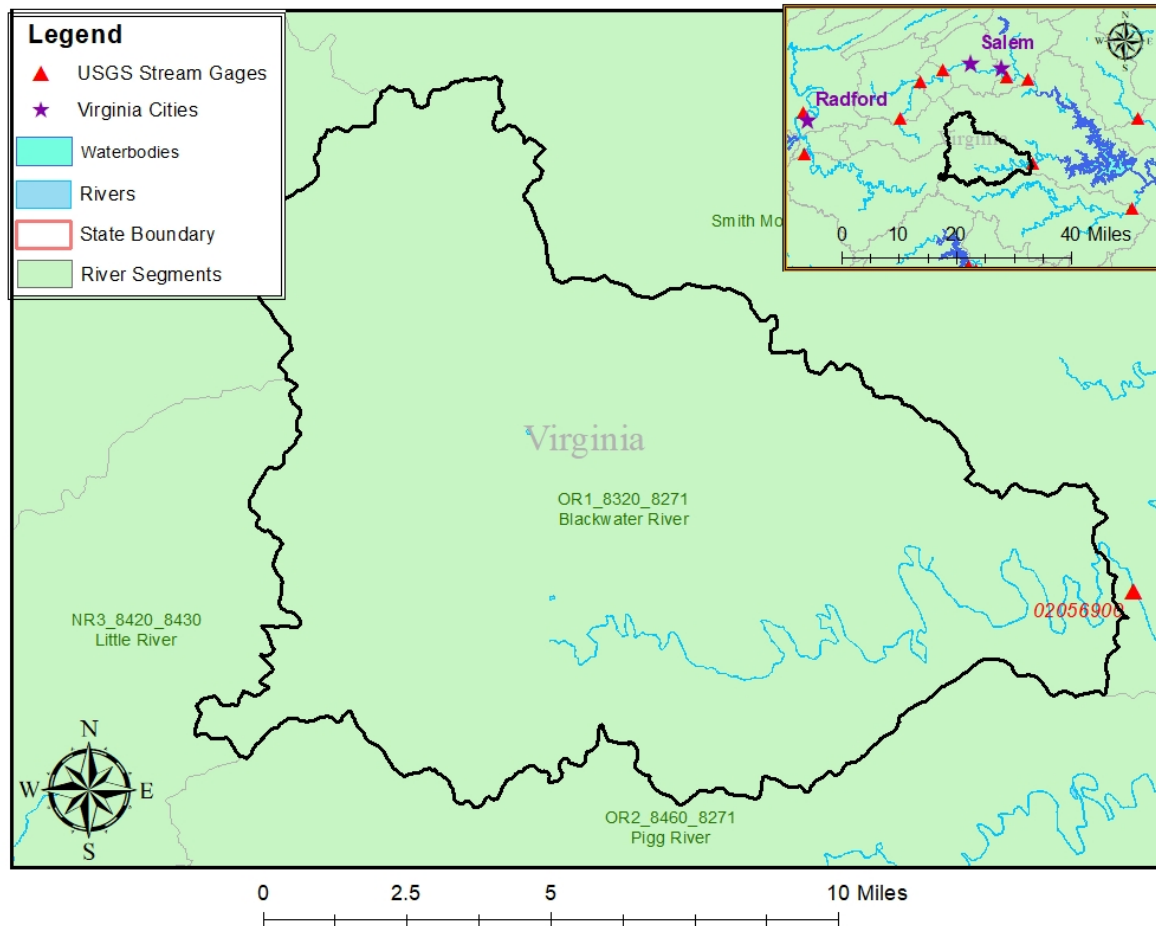 Legend
USGS Stream Gages
Virginia Cities
Waterbodies
Rivers
State Boundary
River Segments
N
W E
S
Salem
Radford
Virginia
0 10 20 40 Miles
Smith Mo
Virginia
OR1_8320_8271
Blackwater River
02056900
NR3_8420_8430
Little River
N
W E
S
OR2_8460_8271
Pigg River
0 2.5 5 10 Miles